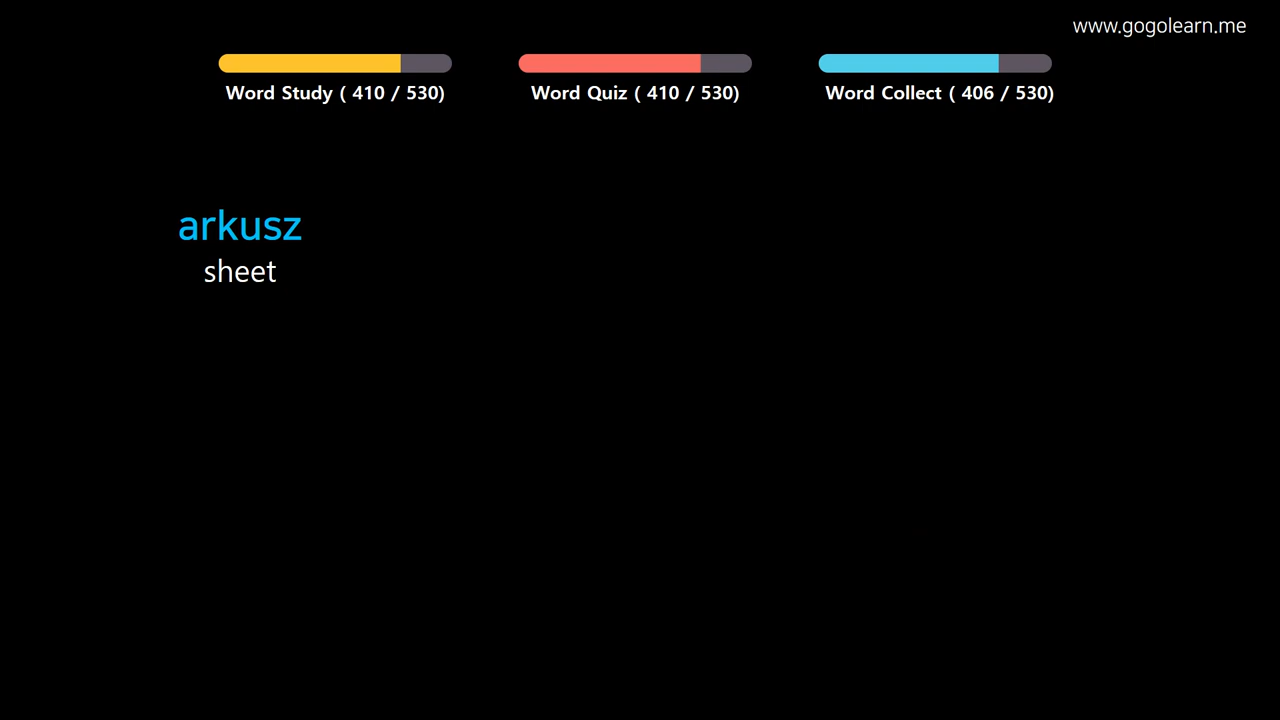 www.gogolearn.me
Word Study ( 410 / 530)
Word Quiz ( 410 / 530)
Word Collect ( 406 / 530)
arkusz
sheet